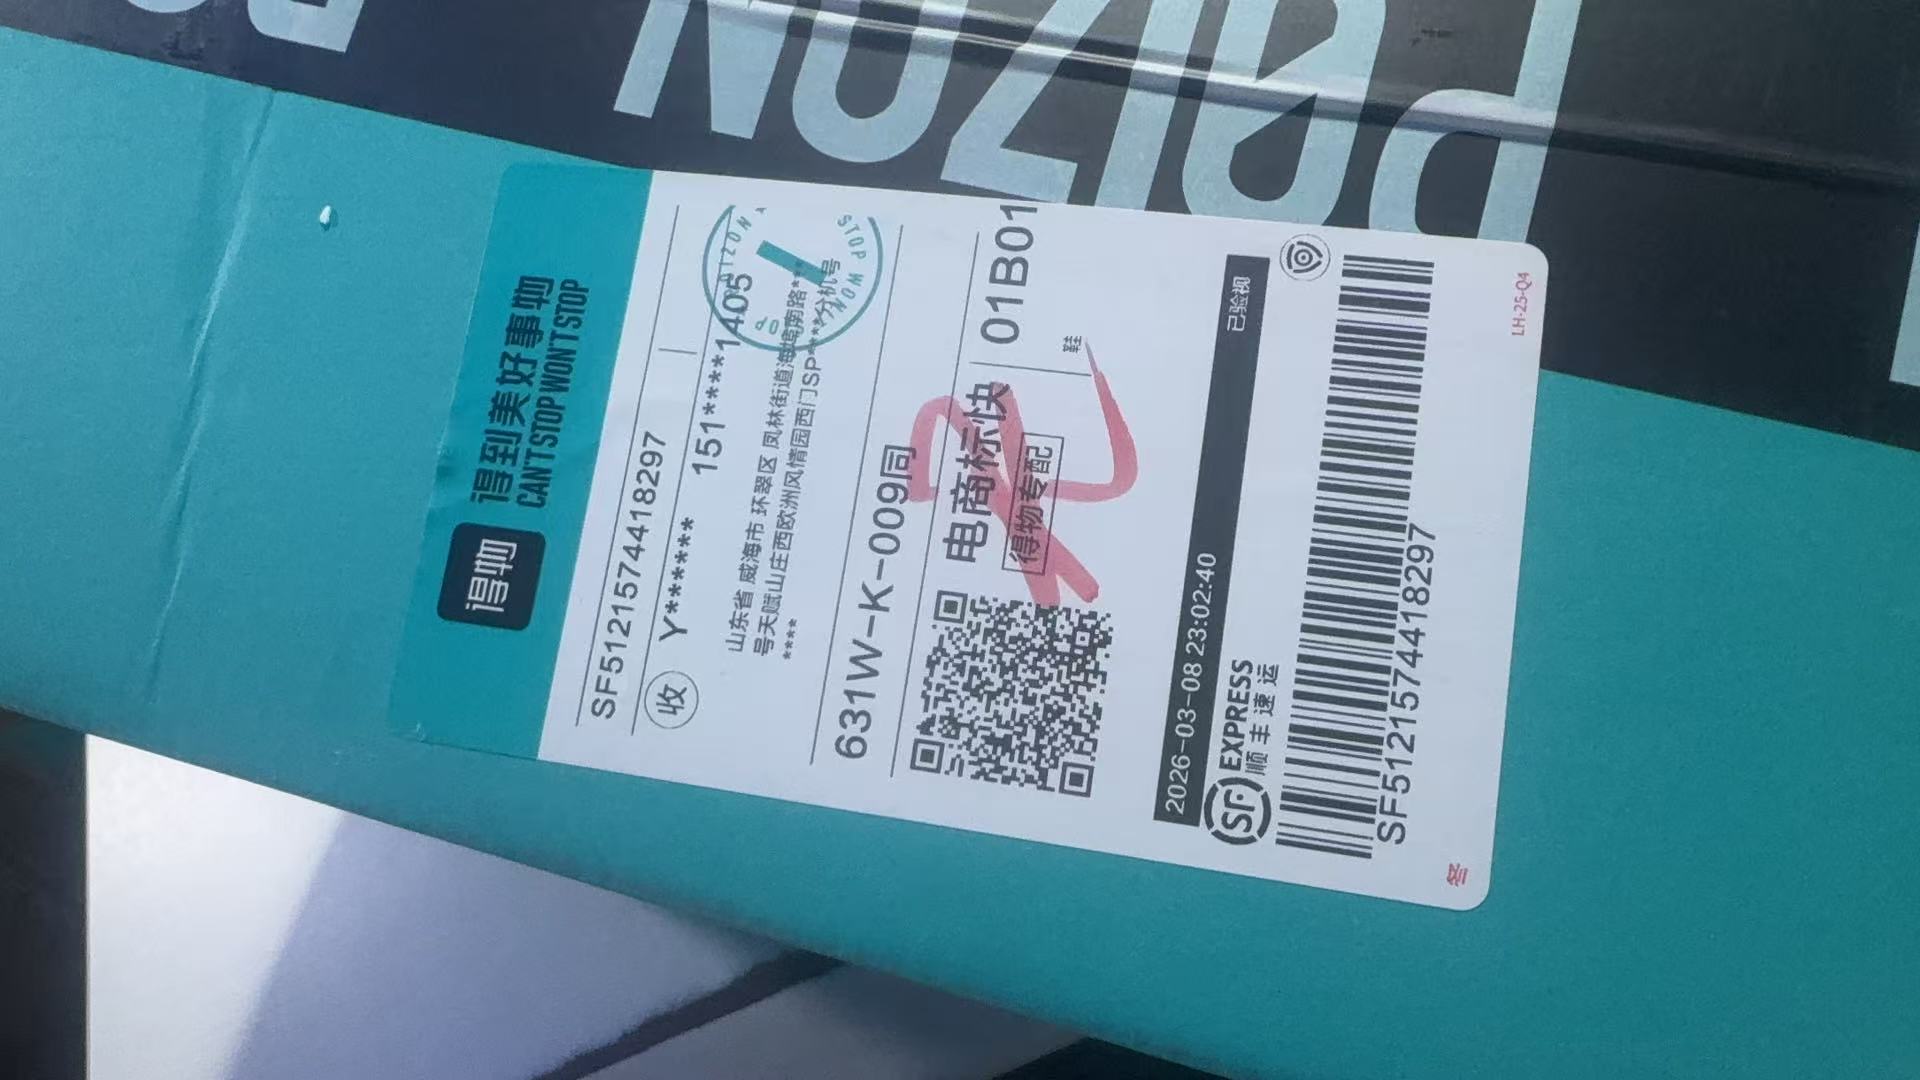 POIZON
得物
得到美好事物
CAN'T STOP WON'T STOP
SF5121574418297
收 Y****** 151****1405
山东省 威海市 环翠区 凤林街道海埠南路***
号天赋山庄西欧洲风情园西门SP****分机号
****
631W-K-009同
电商标快 01B01
得物专配 鞋
2026-03-08 23:02:40 已验视
SF EXPRESS
顺丰速运
SF5121574418297
LH-25-Q4